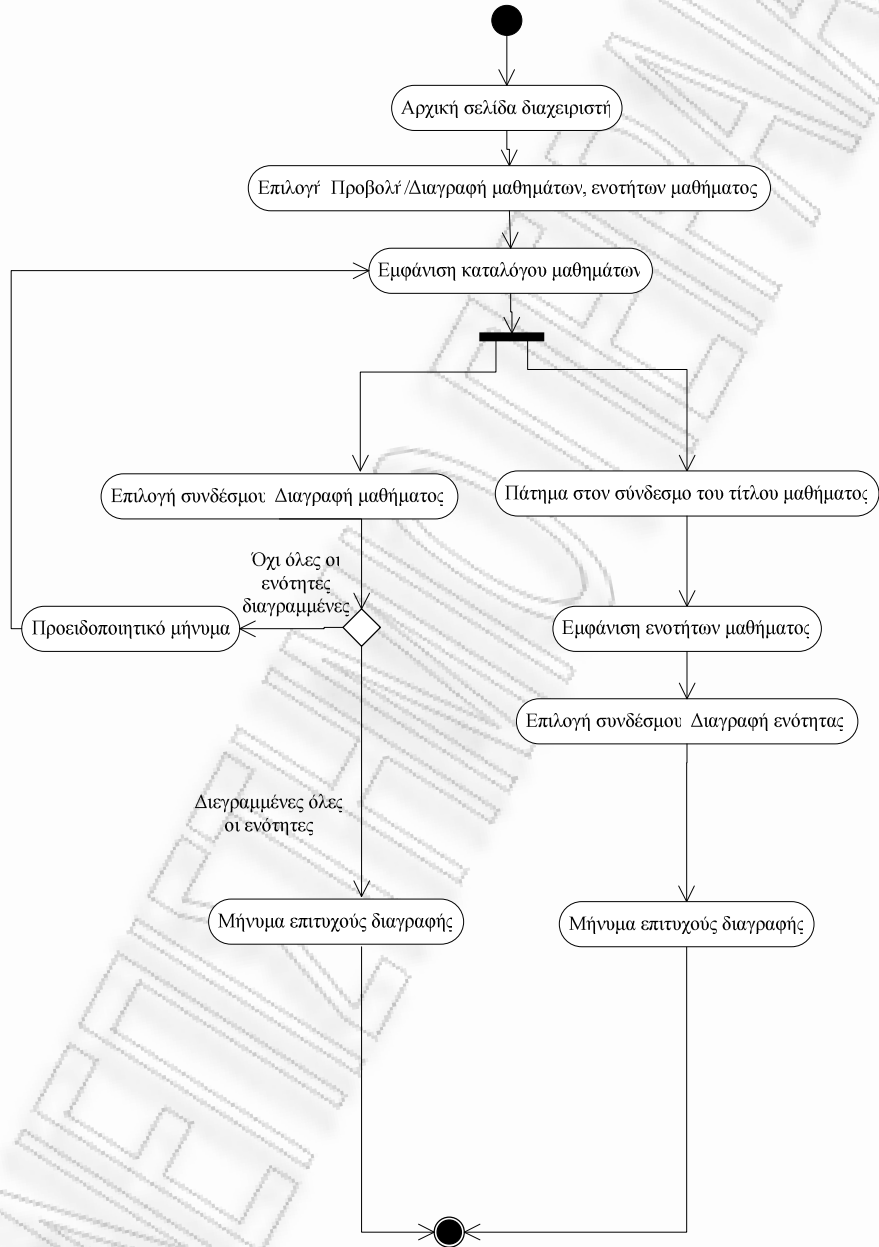 Αρχική σελίδα διαχειριστή
Επιλογή Προβολή/Διαγραφή μαθημάτων, ενοτήτων μαθήματος
Εμφάνιση καταλόγου μαθημάτων
Επιλογή συνδέσμου Διαγραφή μαθήματος
Πάτημα στον σύνδεσμο του τίτλου μαθήματος
Όχι όλες οι
ενότητες
διαγραμμένες
Προειδοποιητικό μήνυμα
Εμφάνιση ενοτήτων μαθήματος
Επιλογή συνδέσμου Διαγραφή ενότητας
Διεγραμμένες όλες
οι ενότητες
Μήνυμα επιτυχούς διαγραφής
Μήνυμα επιτυχούς διαγραφής